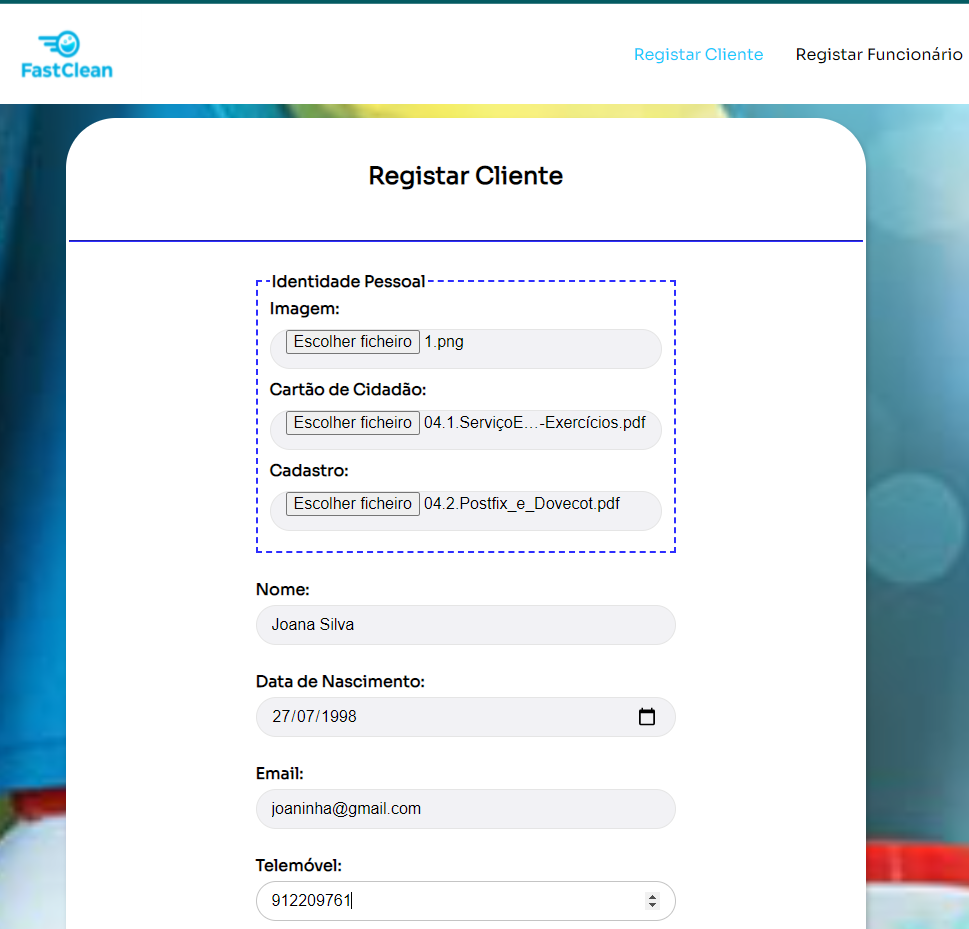 FastClean
Registar Cliente
Registar Funcionário
Registar Cliente
Identidade Pessoal
Imagem:
Escolher ficheiro 1.png
Cartão de Cidadão:
Escolher ficheiro 04.1.ServiçoE...-Exercícios.pdf
Cadastro:
Escolher ficheiro 04.2.Postfix_e_Dovecot.pdf
Nome:
Joana Silva
Data de Nascimento:
27/07/1998
Email:
joaninha@gmail.com
Telemóvel:
912209761